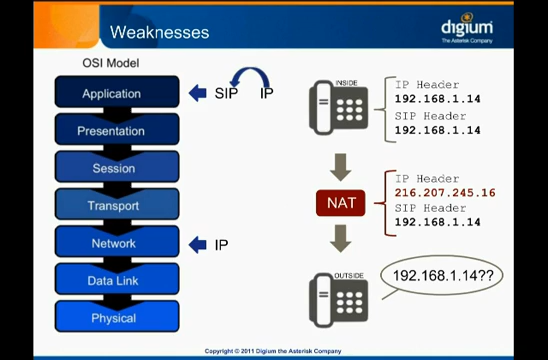 Weaknesses
digium
The Asterisk Company
OSI Model
Application
Presentation
Session
Transport
Network
Data Link
Physical
SIP IP
IP
INSIDE
IP Header
192.168.1.14
SIP Header
192.168.1.14
NAT
IP Header
216.207.245.16
SIP Header
192.168.1.14
OUTSIDE
192.168.1.14??
Copyright © 2011 Digium the Asterisk Company